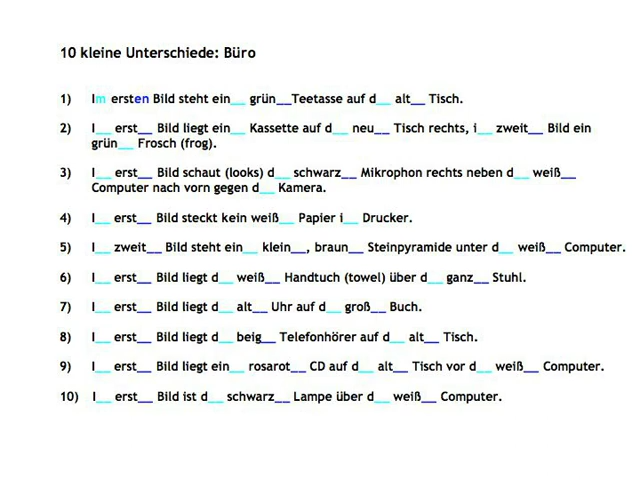 10 kleine Unterschiede: Büro
1) Im ersten Bild steht ein__ grün__Teetasse auf d__ alt__ Tisch.
2) I__ erst__ Bild liegt ein__ Kassette auf d__ neu__ Tisch rechts, i__ zweit__ Bild ein
grün__ Frosch (frog).
3) I__ erst__ Bild schaut (looks) d__ schwarz__ Mikrophon rechts neben d__ weiß__
Computer nach vorn gegen d__ Kamera.
4) I__ erst__ Bild steckt kein weiß__ Papier i__ Drucker.
5) I__ zweit__ Bild steht ein__ klein__, braun__ Steinpyramide unter d__ weiß__ Computer.
6) I__ erst__ Bild liegt d__ weiß__ Handtuch (towel) über d__ ganz__ Stuhl.
7) I__ erst__ Bild liegt d__ alt__ Uhr auf d__ groß__ Buch.
8) I__ erst__ Bild liegt d__ beig__ Telefonhörer auf d__ alt__ Tisch.
9) I__ erst__ Bild liegt ein__ rosarot__ CD auf d__ alt__ Tisch vor d__ weiß__ Computer.
10) I__ erst__ Bild ist d__ schwarz__ Lampe über d__ weiß__ Computer.